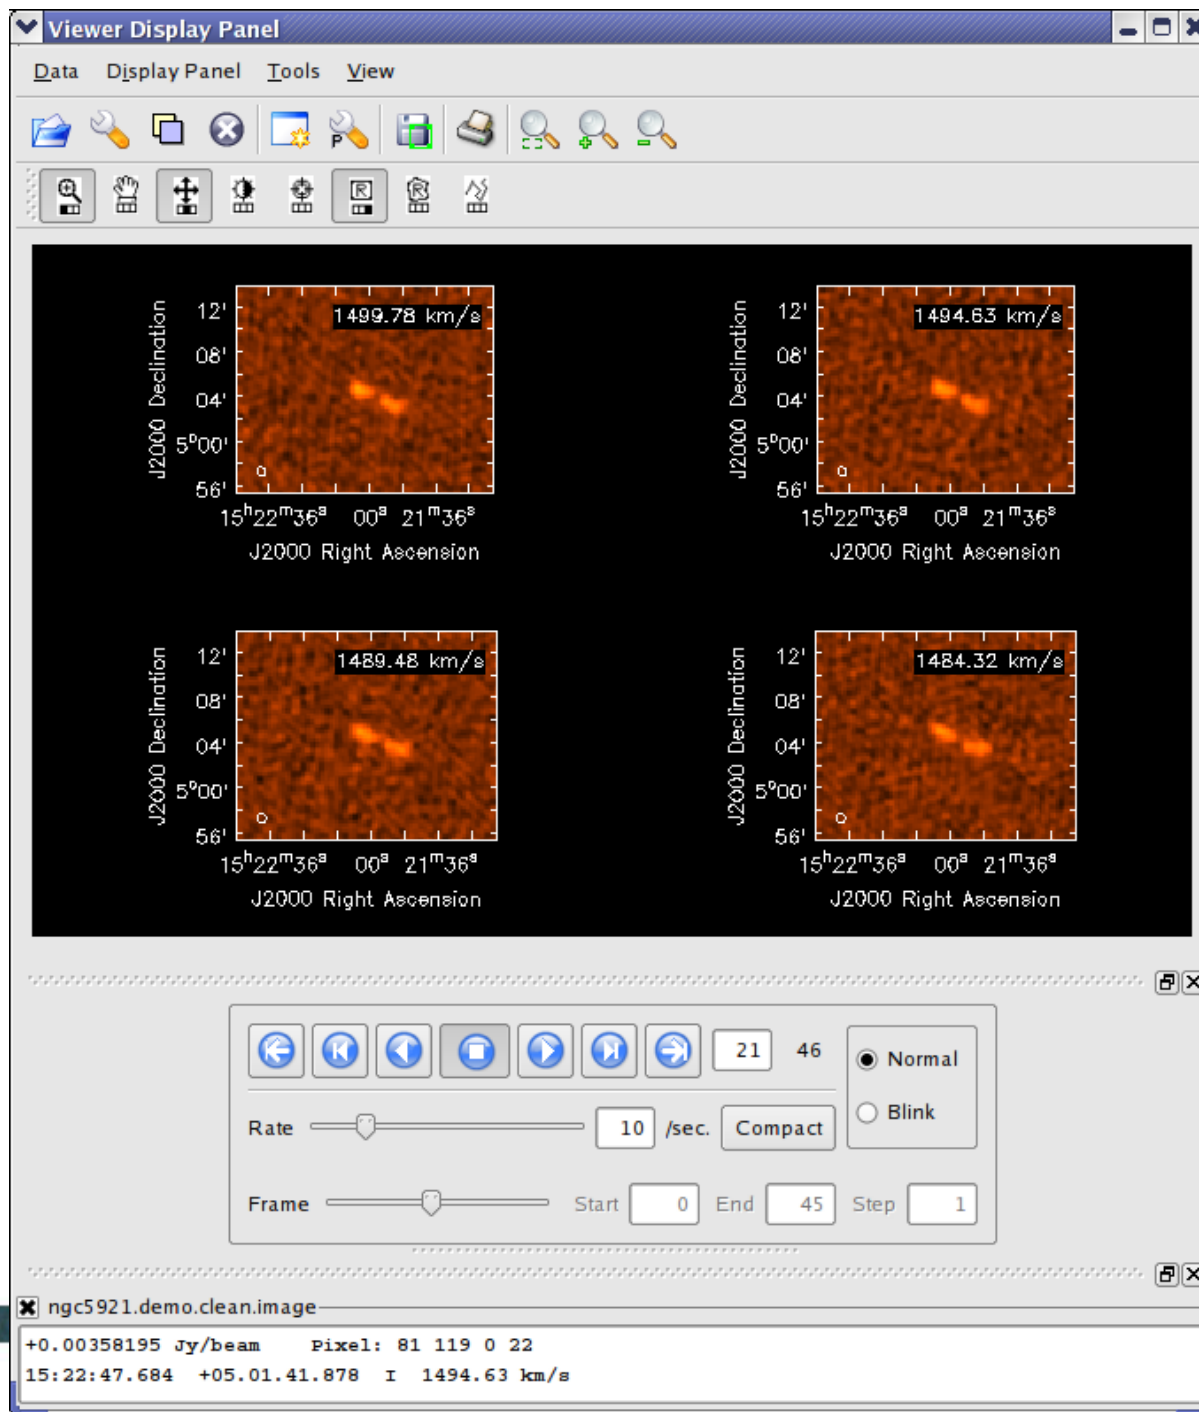 Viewer Display Panel
Data Display Panel Tools View
P
R R
1499.78 km/s
J2000 Declination
12'
08'
04'
5°00'
56'
15ʰ22ᵐ36ˢ 00ˢ 21ᵐ36ˢ
J2000 Right Ascension
1494.63 km/s
J2000 Declination
12'
08'
04'
5°00'
56'
15ʰ22ᵐ36ˢ 00ˢ 21ᵐ36ˢ
J2000 Right Ascension
1489.48 km/s
J2000 Declination
12'
08'
04'
5°00'
56'
15ʰ22ᵐ36ˢ 00ˢ 21ᵐ36ˢ
J2000 Right Ascension
1484.32 km/s
J2000 Declination
12'
08'
04'
5°00'
56'
15ʰ22ᵐ36ˢ 00ˢ 21ᵐ36ˢ
J2000 Right Ascension
21 46
Normal
Blink
Rate 10 /sec. Compact
Frame Start 0 End 45 Step 1
ngc5921.demo.clean.image
+0.00358195 Jy/beam Pixel: 81 119 0 22
15:22:47.684 +05.01.41.878 I 1494.63 km/s